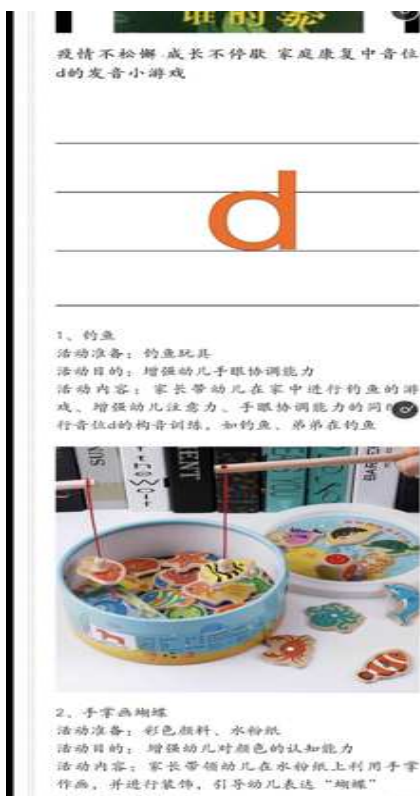 谁的家
疫情不松懈 成长不停歇 家庭康复中音位
d的发音小游戏
d
1、钓鱼
活动准备：钓鱼玩具
活动目的：增强幼儿手眼协调能力
活动内容：家长带幼儿在家中进行钓鱼的游
戏、增强幼儿注意力、手眼协调能力的同
行音位d的构音训练，如钓鱼、弟弟在钓鱼
SUN
the Wolf
ENT
2、手掌画蝴蝶
活动准备：彩色颜料、水粉纸
活动目的：增强幼儿对颜色的认知能力
活动内容：家长带领幼儿在水粉纸上利用手掌
作画，并进行装饰，引导幼儿表达“蝴蝶”